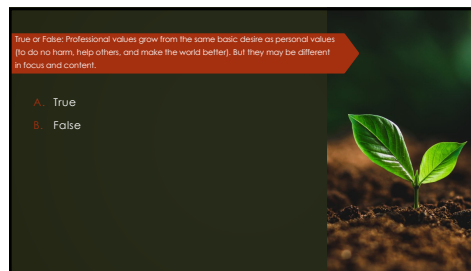 True or False: Professional values grow from the same basic desire as personal values
(to do no harm, help others, and make the world better). But they may be different
in focus and content.
A. True
B. False